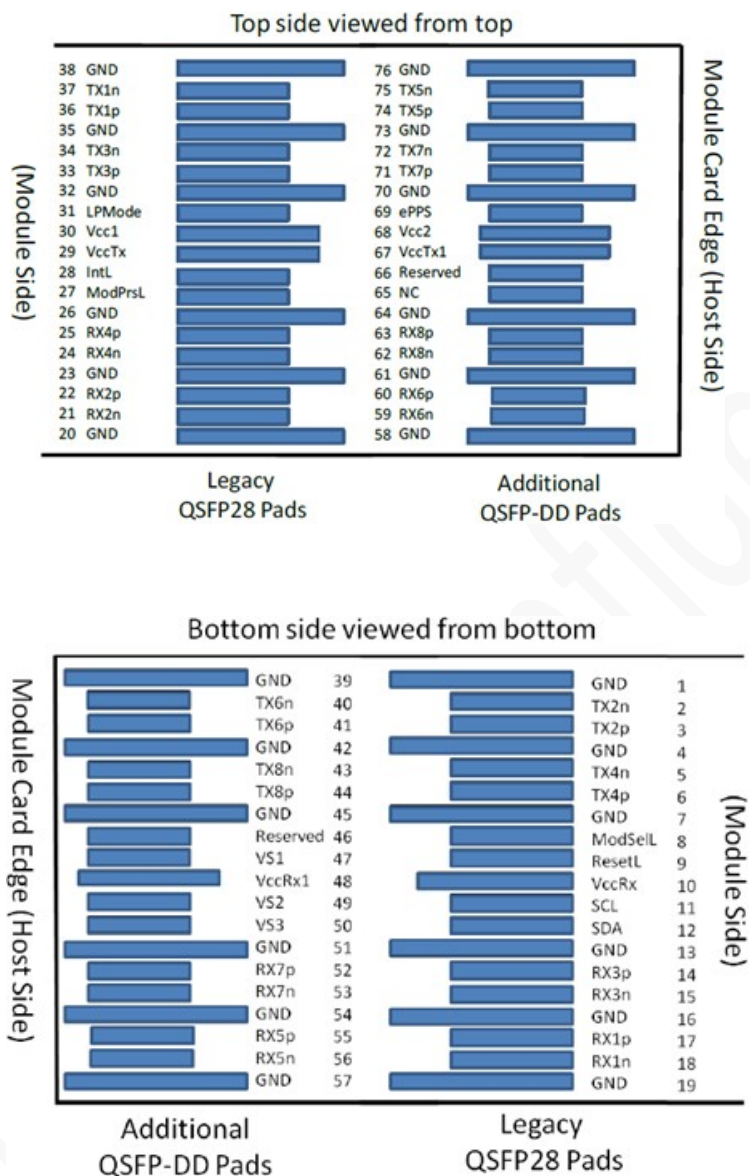 Top side viewed from top
38 GND 76 GND
37 TX1n 75 TX5n
36 TX1p 74 TX5p
35 GND 73 GND
34 TX3n 72 TX7n
33 TX3p 71 TX7p
32 GND 70 GND
31 LPMode 69 ePPS
30 Vcc1 68 Vcc2
29 VccTx 67 VccTx1
28 IntL 66 Reserved
27 ModPrsL 65 NC
26 GND 64 GND
25 RX4p 63 RX8p
24 RX4n 62 RX8n
23 GND 61 GND
22 RX2p 60 RX6p
21 RX2n 59 RX6n
20 GND 58 GND
(Module Side)
Module Card Edge (Host Side)
Legacy Additional
QSFP28 Pads QSFP-DD Pads
Bottom side viewed from bottom
GND 39 GND 1
TX6n 40 TX2n 2
TX6p 41 TX2p 3
GND 42 GND 4
TX8n 43 TX4n 5
TX8p 44 TX4p 6
GND 45 GND 7
Reserved 46 ModSelL 8
VS1 47 ResetL 9
VccRx1 48 VccRx 10
VS2 49 SCL 11
VS3 50 SDA 12
GND 51 GND 13
RX7p 52 RX3p 14
RX7n 53 RX3n 15
GND 54 GND 16
RX5p 55 RX1p 17
RX5n 56 RX1n 18
GND 57 GND 19
Module Card Edge (Host Side)
(Module Side)
Additional Legacy
QSFP-DD Pads QSFP28 Pads